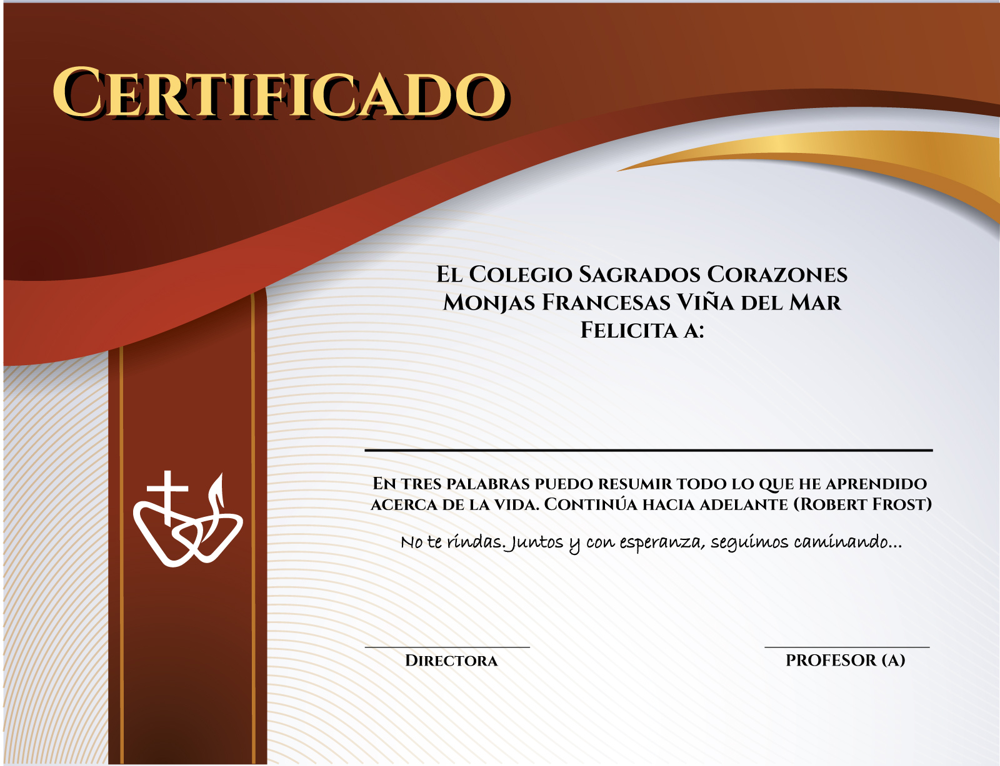 Certificado
El Colegio Sagrados Corazones
Monjas Francesas Viña del Mar
Felicita a:
En tres palabras puedo resumir todo lo que he aprendido
acerca de la vida. Continúa hacia adelante (Robert Frost)
No te rindas. Juntos y con esperanza, seguimos caminando...
Directora
PROFESOR (A)